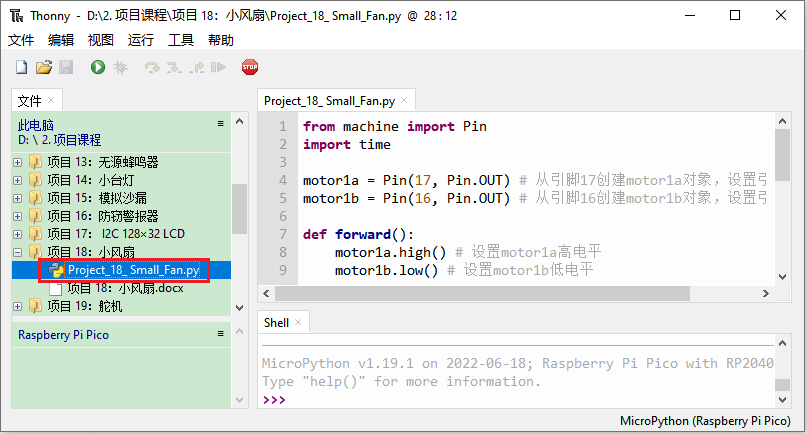 Thonny - D:\2. 项目课程\项目 18：小风扇\Project_18_ Small_Fan.py @ 28 : 12
文件 编辑 视图 运行 工具 帮助
STOP
文件 ×
此电脑
D: \ 2. 项目课程
项目 13：无源蜂鸣器
项目 14：小台灯
项目 15：模拟沙漏
项目 16：防窃警报器
项目 17： I2C 128×32 LCD
项目 18：小风扇
Project_18_ Small_Fan.py
项目 18：小风扇.docx
项目 19：舵机
Raspberry Pi Pico
Project_18_ Small_Fan.py ×
1 from machine import Pin
2 import time
3
4 motor1a = Pin(17, Pin.OUT) # 从引脚17创建motor1a对象，设置引
5 motor1b = Pin(16, Pin.OUT) # 从引脚16创建motor1b对象，设置引
6
7 def forward():
8 motor1a.high() # 设置motor1a高电平
9 motor1b.low() # 设置motor1b低电平
Shell ×
MicroPython v1.19.1 on 2022-06-18; Raspberry Pi Pico with RP2040
Type "help()" for more information.
>>>
MicroPython (Raspberry Pi Pico)